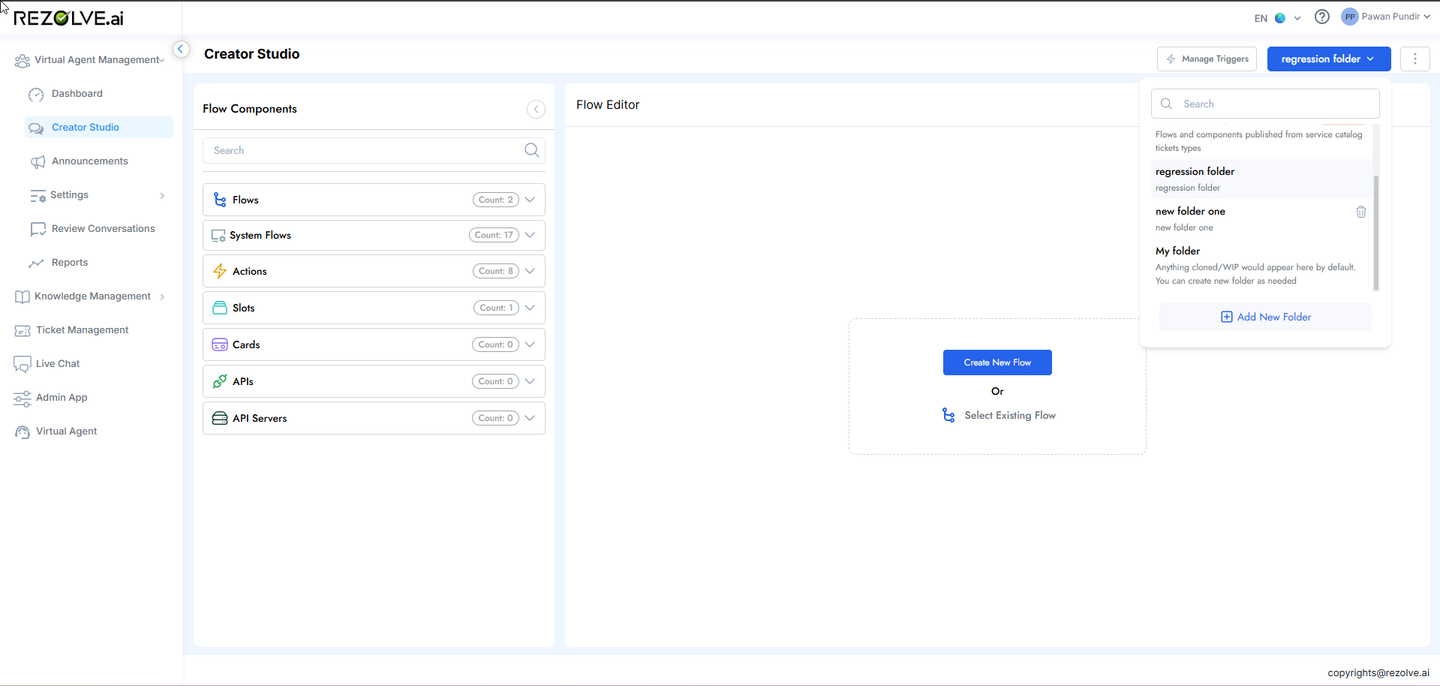 REZOLVE.ai
EN
PP
Pawan Pundir
Virtual Agent Management
Dashboard
Creator Studio
Announcements
Settings
Review Conversations
Reports
Knowledge Management
Ticket Management
Live Chat
Admin App
Virtual Agent
Creator Studio
Manage Triggers
regression folder
Flow Components
Search
Flows
Count: 2
System Flows
Count: 17
Actions
Count: 8
Slots
Count: 1
Cards
Count: 0
APIs
Count: 0
API Servers
Count: 0
Flow Editor
Create New Flow
Or
Select Existing Flow
Search
Flows and components published from service catalog
tickets types
regression folder
regression folder
new folder one
new folder one
My folder
Anything cloned/WIP would appear here by default.
You can create new folder as needed
Add New Folder
copyrights@rezolve.ai